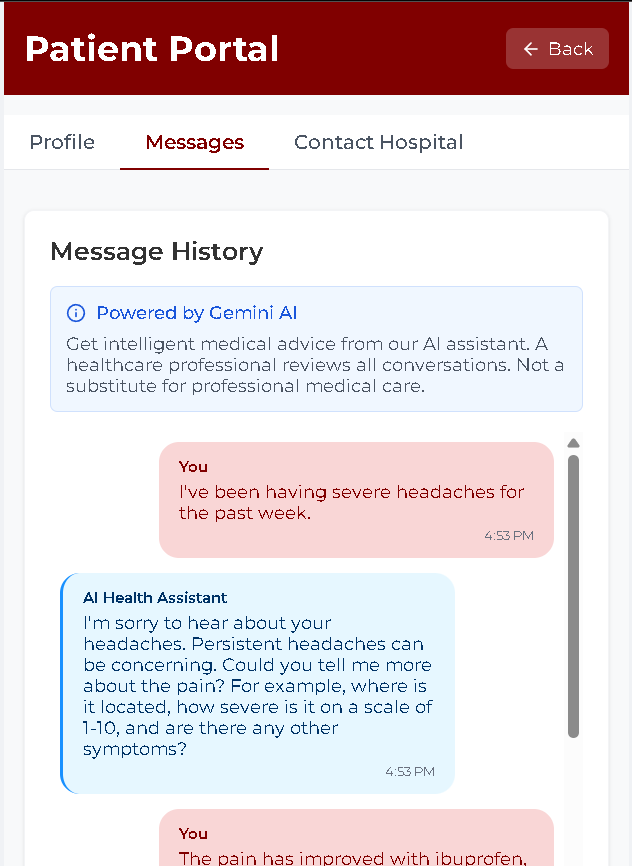 Patient Portal
← Back
Profile
Messages
Contact Hospital
Message History
Powered by Gemini AI
Get intelligent medical advice from our AI assistant. A
healthcare professional reviews all conversations. Not a
substitute for professional medical care.
You
I've been having severe headaches for
the past week.
4:53 PM
AI Health Assistant
I'm sorry to hear about your
headaches. Persistent headaches can
be concerning. Could you tell me more
about the pain? For example, where is
it located, how severe is it on a scale of
1-10, and are there any other
symptoms?
4:53 PM
You
The pain has improved with ibuprofen,